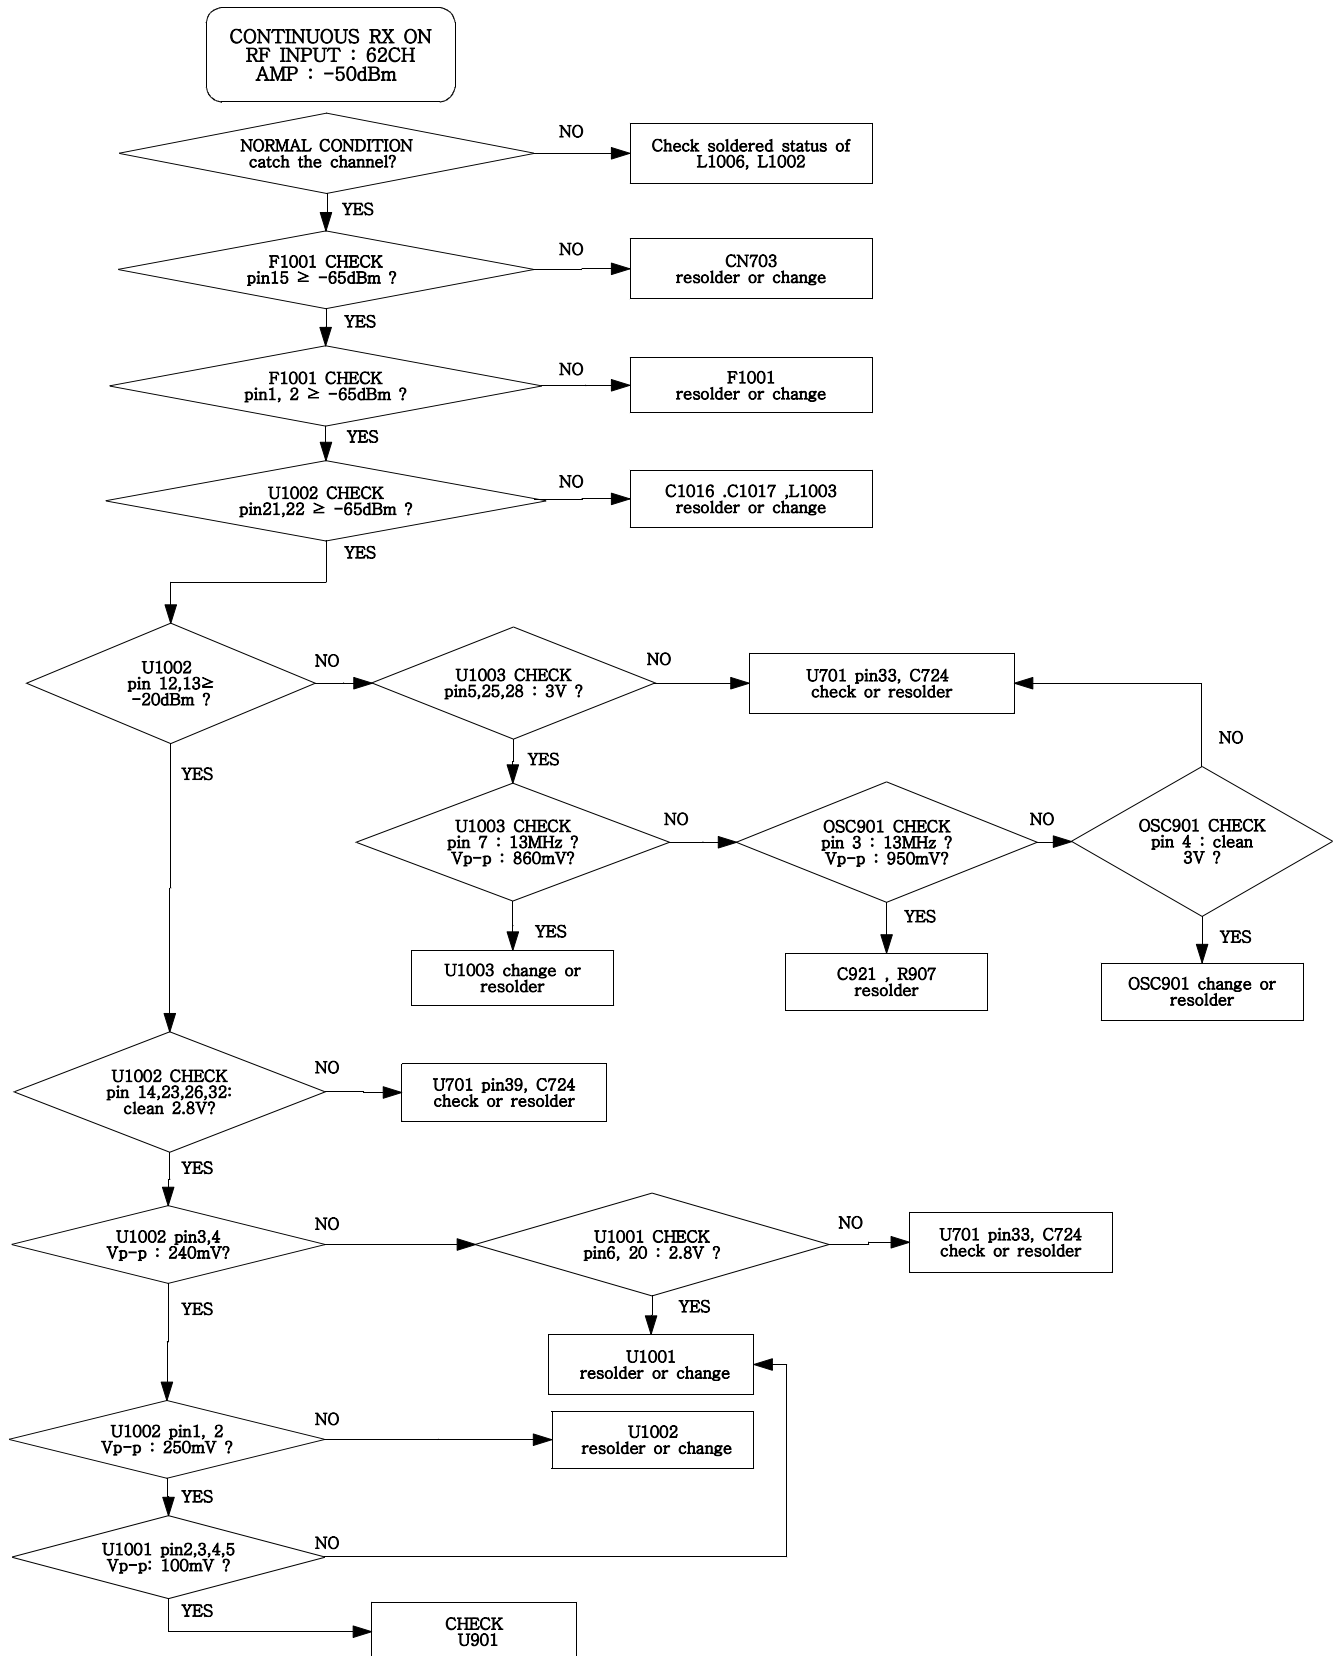 CONTINUOUS RX ON
RF INPUT : 62CH
AMP : -50dBm
NORMAL CONDITION
catch the channel?
NO
Check soldered status of
L1006, L1002
YES
F1001 CHECK
pin15 ≥ -65dBm ?
NO
CN703
resolder or change
YES
F1001 CHECK
pin1, 2 ≥ -65dBm ?
NO
F1001
resolder or change
YES
U1002 CHECK
pin21,22 ≥ -65dBm ?
NO
C1016 .C1017 ,L1003
resolder or change
YES
U1002
pin 12,13≥
-20dBm ?
NO
U1003 CHECK
pin5,25,28 : 3V ?
NO
U701 pin33, C724
check or resolder
NO
YES
YES
U1003 CHECK
pin 7 : 13MHz ?
Vp-p : 860mV?
NO
OSC901 CHECK
pin 3 : 13MHz ?
Vp-p : 950mV?
NO
OSC901 CHECK
pin 4 : clean
3V ?
YES
U1003 change or
resolder
YES
C921 , R907
resolder
YES
OSC901 change or
resolder
U1002 CHECK
pin 14,23,26,32:
clean 2.8V?
NO
U701 pin39, C724
check or resolder
YES
U1002 pin3,4
Vp-p : 240mV?
NO
U1001 CHECK
pin6, 20 : 2.8V ?
NO
U701 pin33, C724
check or resolder
YES
YES
U1001
resolder or change
U1002 pin1, 2
Vp-p : 250mV ?
NO
U1002
resolder or change
YES
U1001 pin2,3,4,5
Vp-p: 100mV ?
NO
YES
CHECK
U901